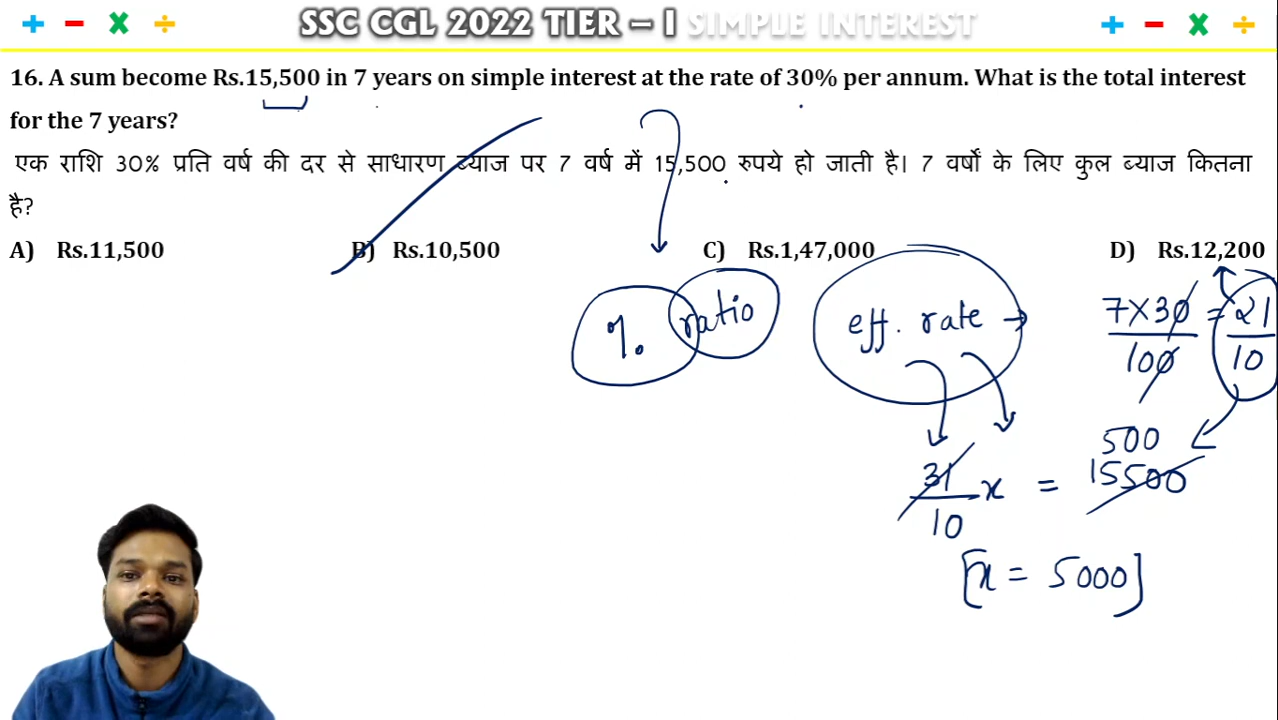 + - × ÷ SSC CGL 2022 TIER – I SIMPLE INTEREST + - × ÷
16. A sum become Rs.15,500 in 7 years on simple interest at the rate of 30% per annum. What is the total interest
for the 7 years?
एक राशि 30% प्रति वर्ष की दर से साधारण ब्याज पर 7 वर्ष में 15,500 रुपये हो जाती है। 7 वर्षों के लिए कुल ब्याज कितना
है?
A) Rs.11,500 B) Rs.10,500 C) Rs.1,47,000 D) Rs.12,200
% ratio eff. rate → 7×30/100 = 21/10
500
31/10 x = 15500
[x = 5000]